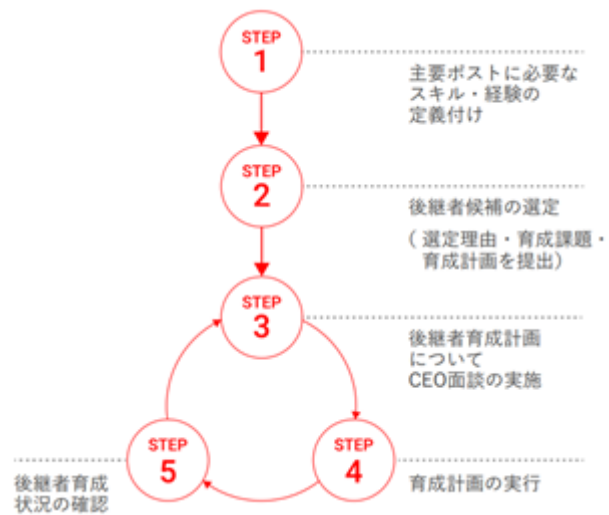 STEP
1
主要ポストに必要な
スキル・経験の
定義付け
STEP
2
後継者候補の選定
( 選定理由・育成課題・
育成計画を提出)
STEP
3
後継者育成計画
について
CEO面談の実施
STEP
4
育成計画の実行
STEP
5
後継者育成
状況の確認